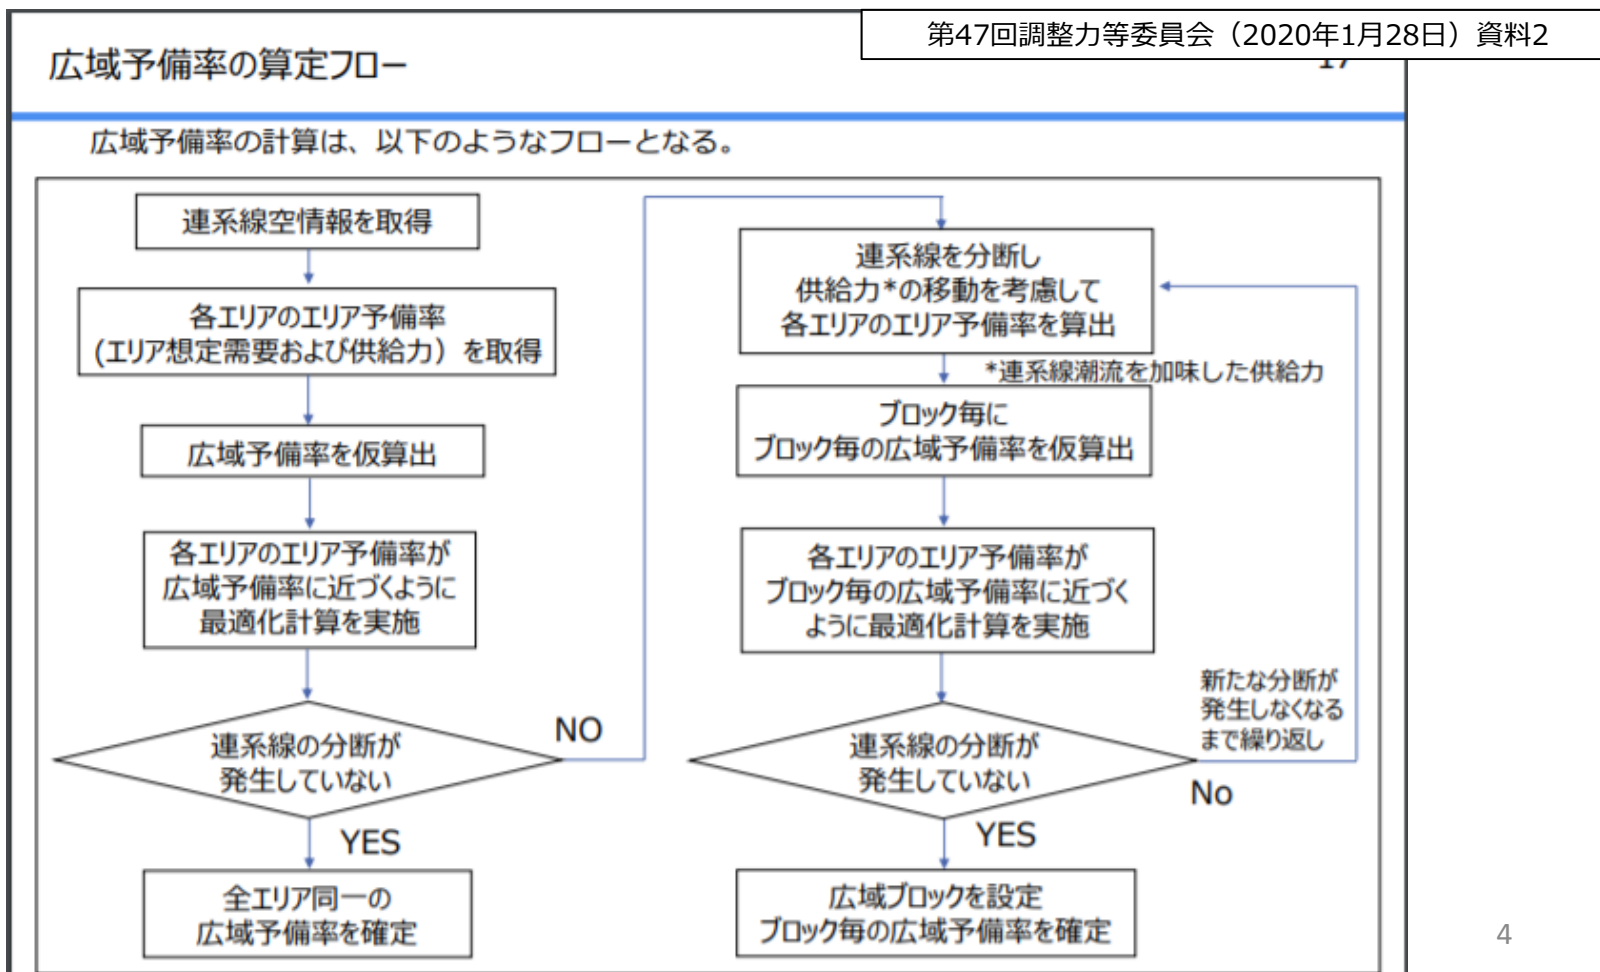 第47回調整力等委員会（2020年1月28日）資料2
広域予備率の算定フロー
17
広域予備率の計算は、以下のようなフローとなる。
連系線空情報を取得
各エリアのエリア予備率
(エリア想定需要および供給力）を取得
広域予備率を仮算出
各エリアのエリア予備率が
広域予備率に近づくように
最適化計算を実施
連系線の分断が
発生していない
NO
YES
全エリア同一の
広域予備率を確定
連系線を分断し
供給力*の移動を考慮して
各エリアのエリア予備率を算出
*連系線潮流を加味した供給力
ブロック毎に
ブロック毎の広域予備率を仮算出
各エリアのエリア予備率が
ブロック毎の広域予備率に近づく
ように最適化計算を実施
新たな分断が
発生しなくなる
まで繰り返し
連系線の分断が
発生していない
No
YES
広域ブロックを設定
ブロック毎の広域予備率を確定
4